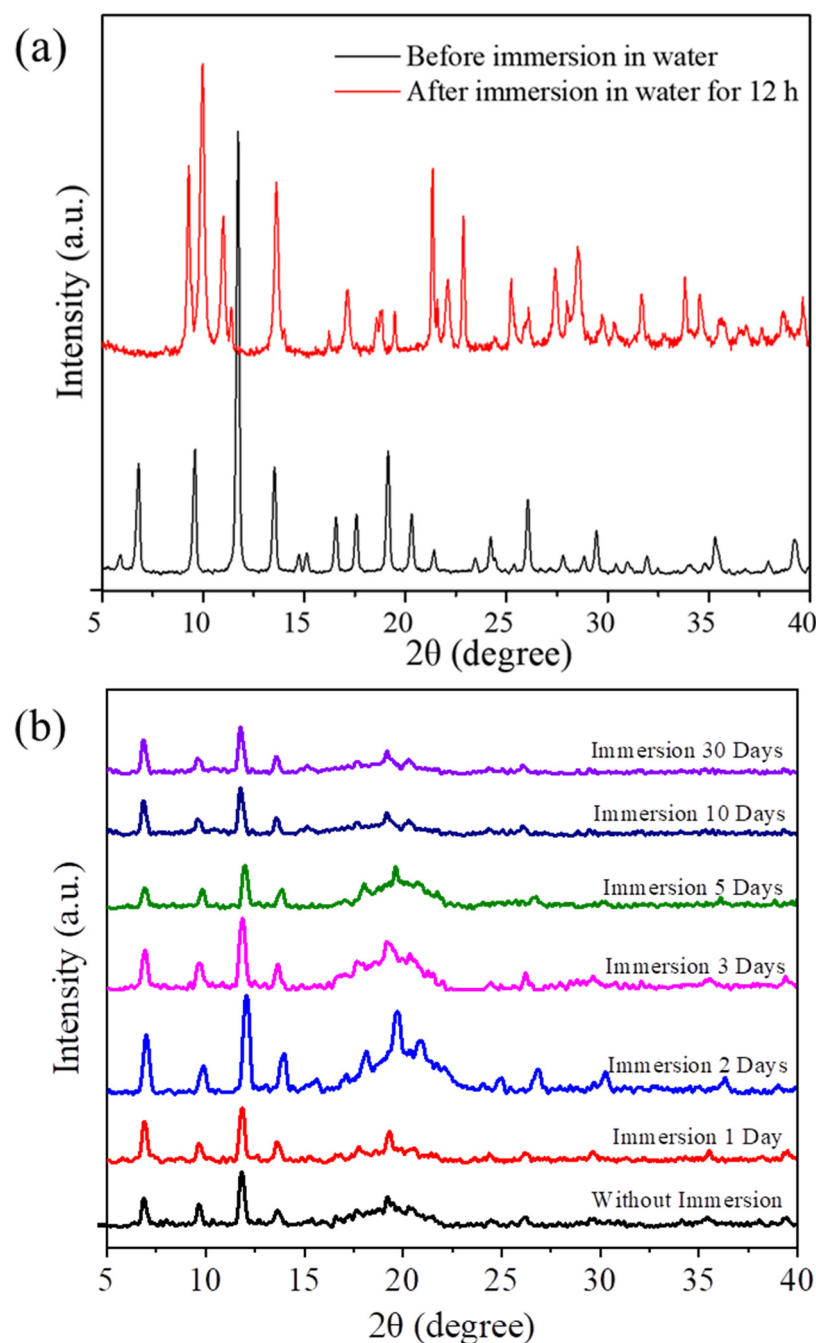 (a)
Before immersion in water
After immersion in water for 12 h
Intensity (a.u.)
5 10 15 20 25 30 35 40
2θ (degree)
(b)
Immersion 30 Days
Immersion 10 Days
Immersion 5 Days
Immersion 3 Days
Immersion 2 Days
Immersion 1 Day
Without Immersion
Intensity (a.u.)
5 10 15 20 25 30 35 40
2θ (degree)